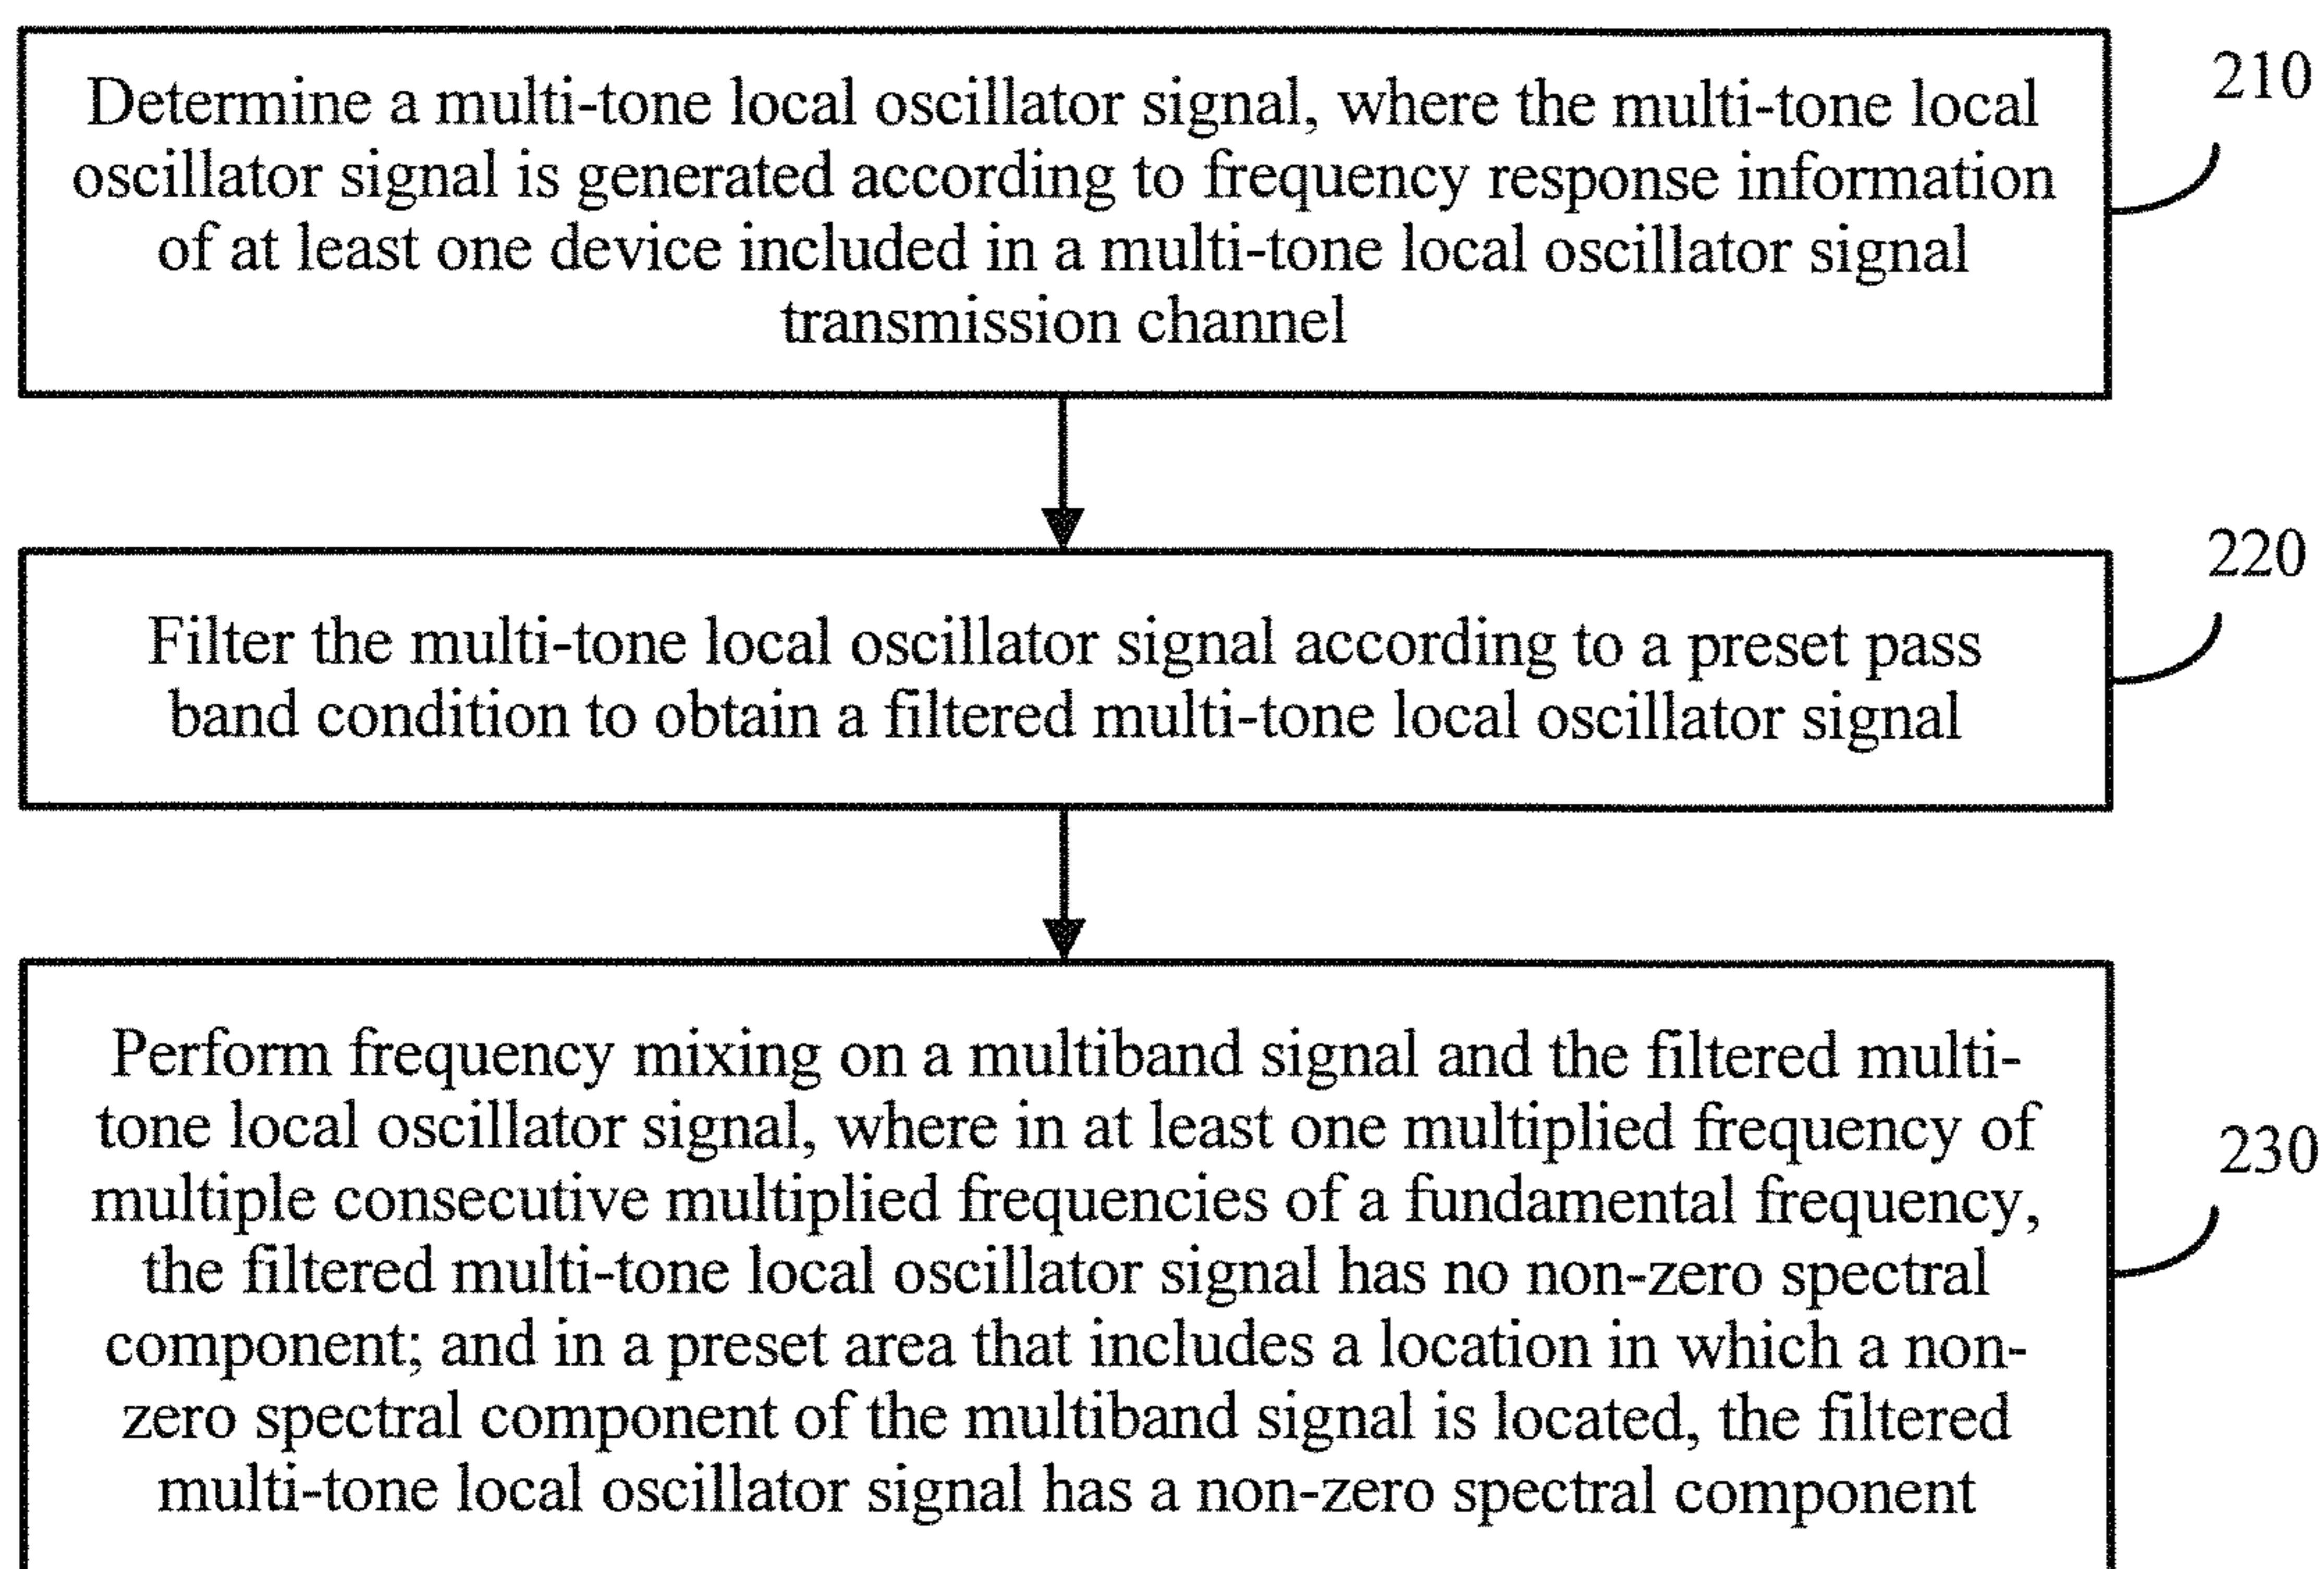 Determine a multi-tone local oscillator signal, where the multi-tone local
oscillator signal is generated according to frequency response information
of at least one device included in a multi-tone local oscillator signal
transmission channel
210
Filter the multi-tone local oscillator signal according to a preset pass
band condition to obtain a filtered multi-tone local oscillator signal
220
Perform frequency mixing on a multiband signal and the filtered multi-
tone local oscillator signal, where in at least one multiplied frequency of
multiple consecutive multiplied frequencies of a fundamental frequency,
the filtered multi-tone local oscillator signal has no non-zero spectral
component; and in a preset area that includes a location in which a non-
zero spectral component of the multiband signal is located, the filtered
multi-tone local oscillator signal has a non-zero spectral component
230